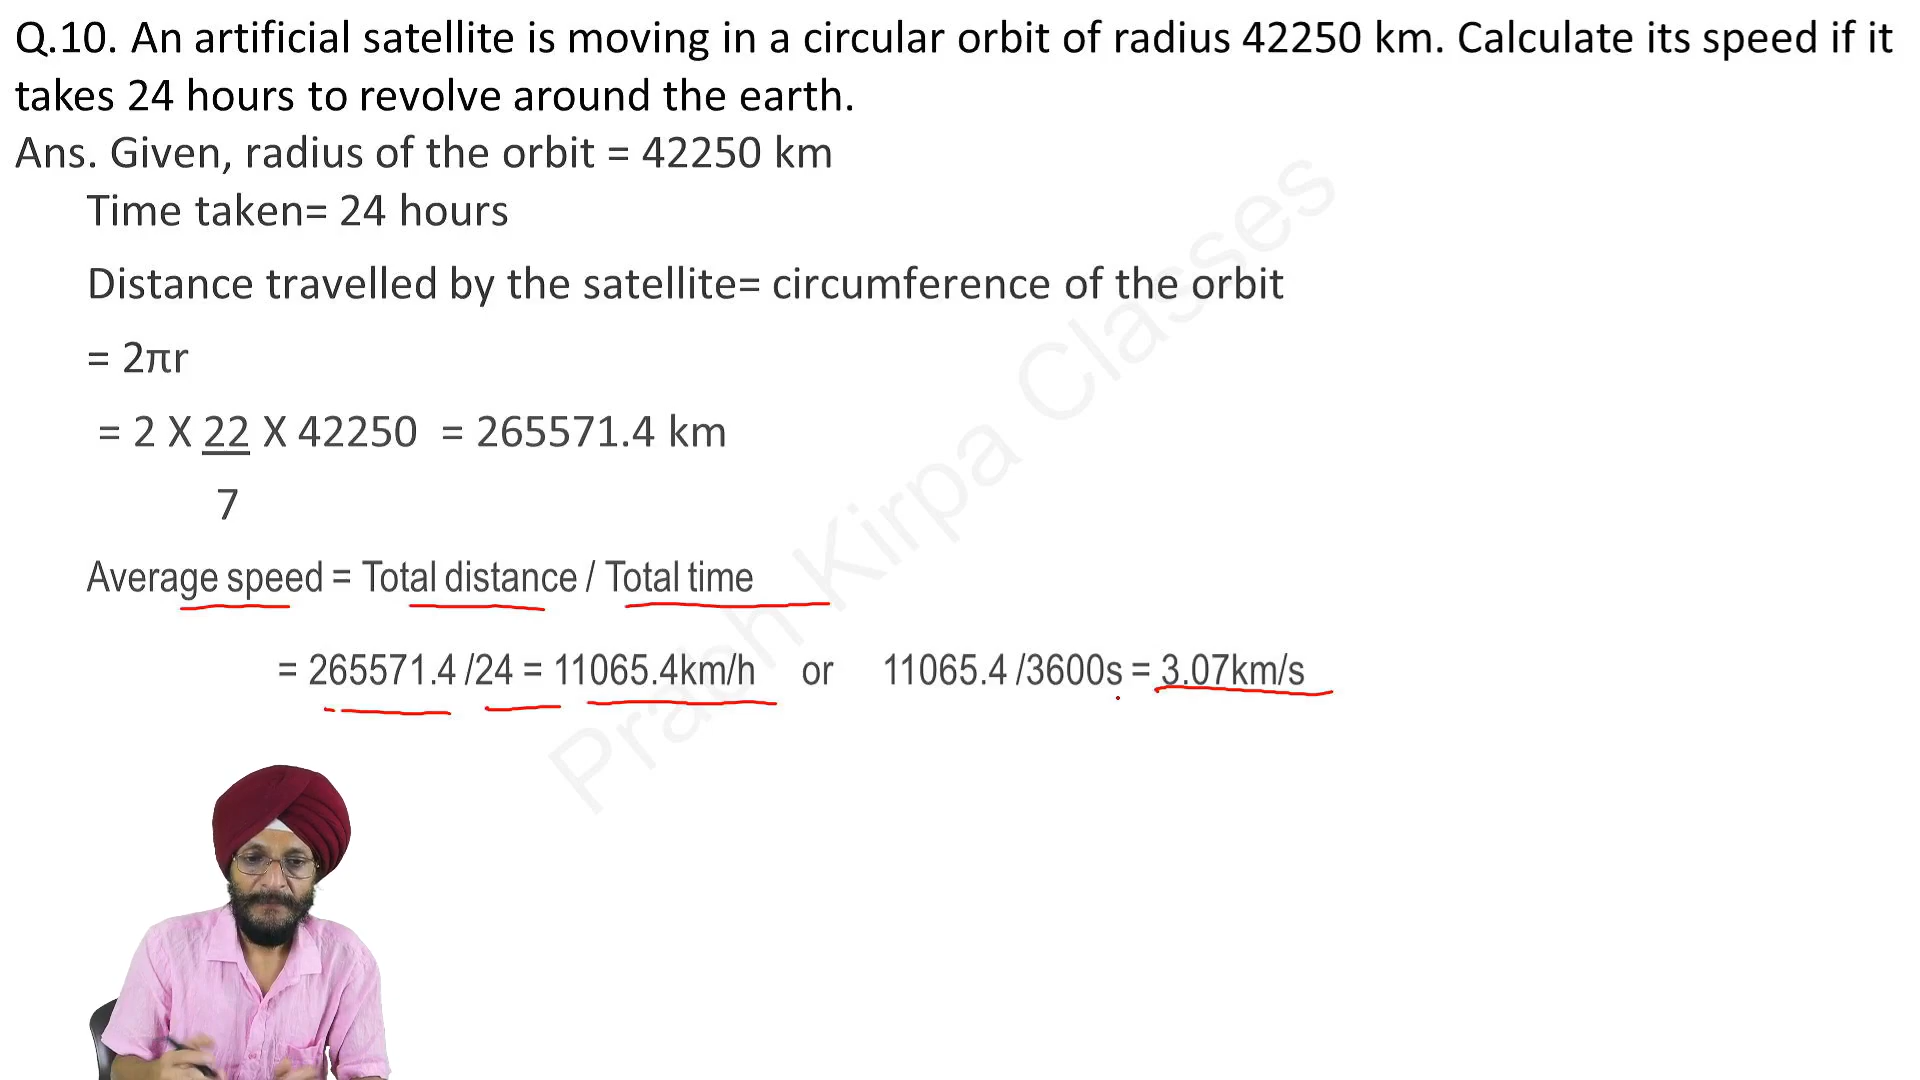 Q.10. An artificial satellite is moving in a circular orbit of radius 42250 km. Calculate its speed if it
takes 24 hours to revolve around the earth.
Ans. Given, radius of the orbit = 42250 km
Time taken= 24 hours
Distance travelled by the satellite= circumference of the orbit
= 2πr
= 2 X 22 X 42250 = 265571.4 km
7
Average speed = Total distance / Total time
= 265571.4 /24 = 11065.4km/h or 11065.4 /3600s = 3.07km/s
Prabh Kirpa Classes